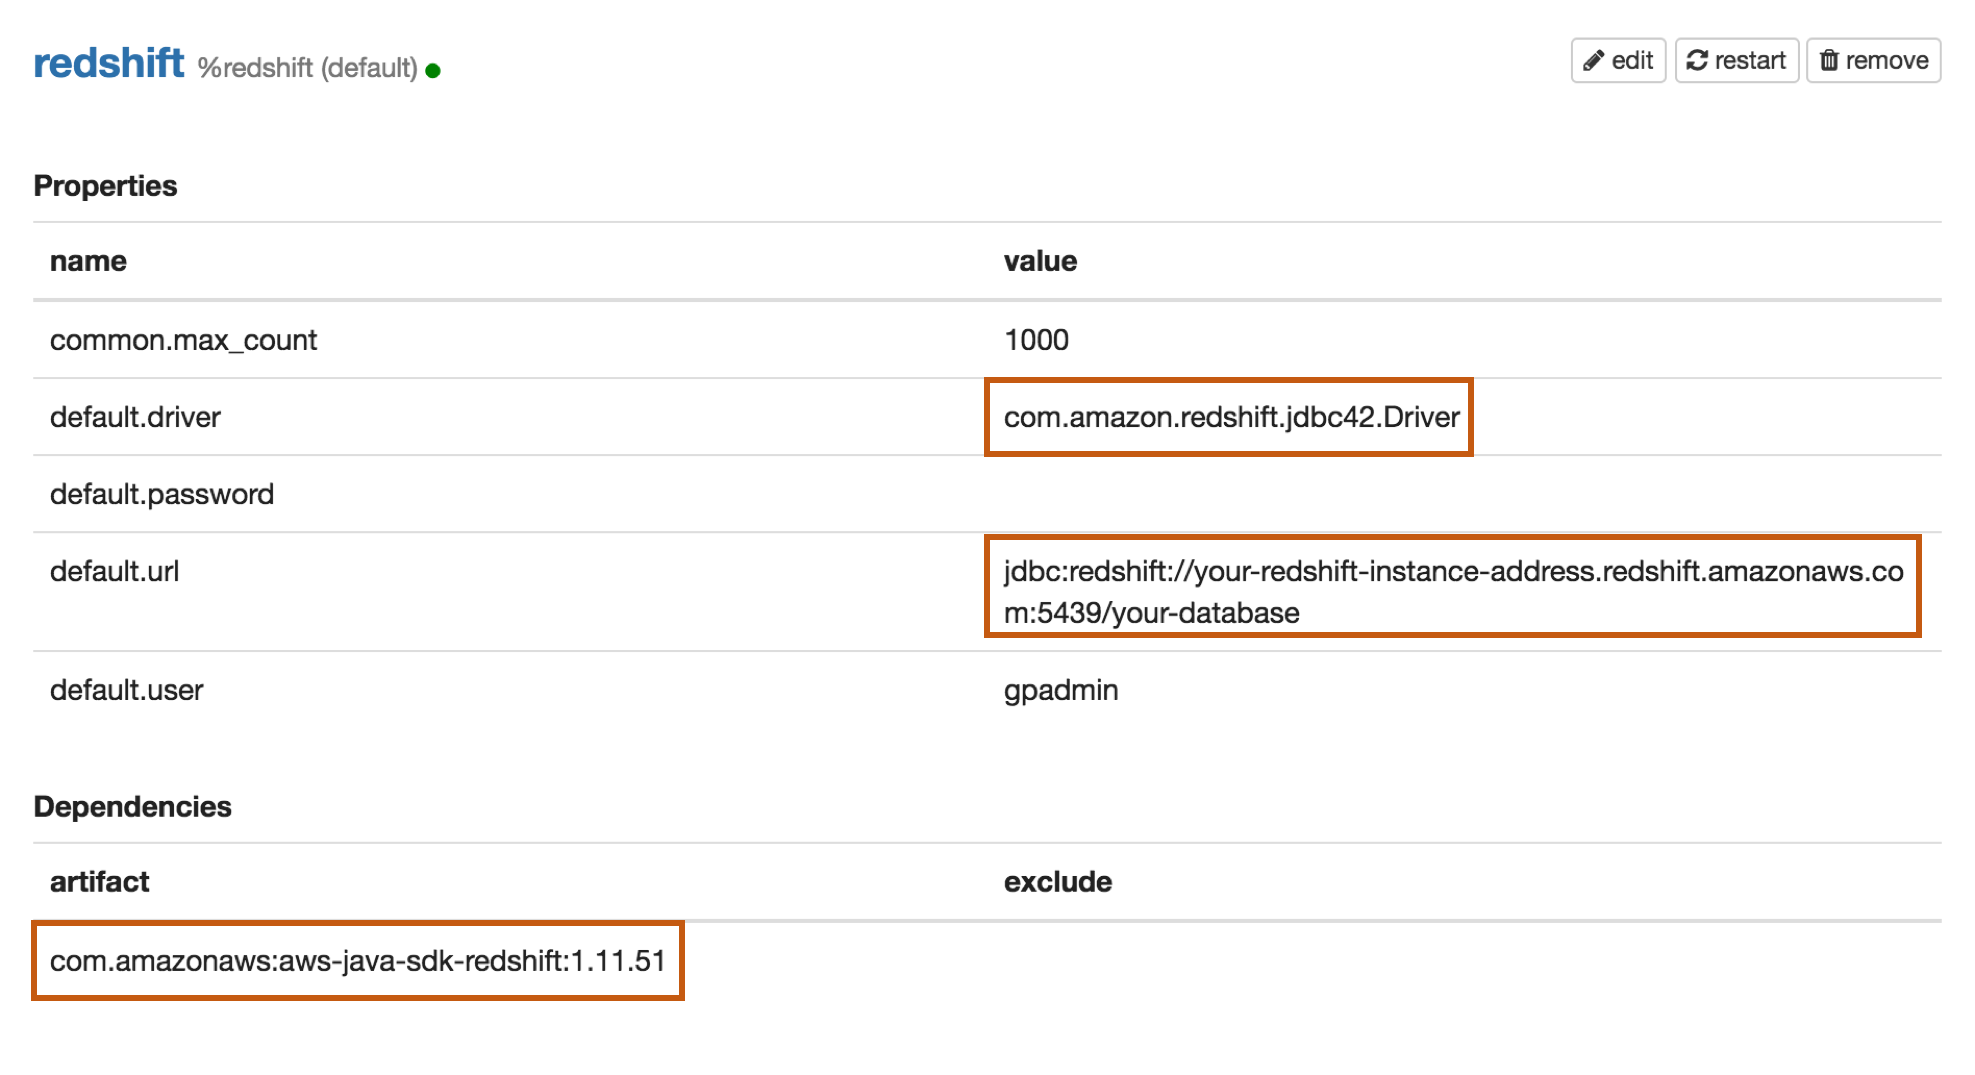 redshift %redshift (default)
edit restart remove
Properties
name value
common.max_count 1000
default.driver com.amazon.redshift.jdbc42.Driver
default.password
default.url jdbc:redshift://your-redshift-instance-address.redshift.amazonaws.co
m:5439/your-database
default.user gpadmin
Dependencies
artifact exclude
com.amazonaws:aws-java-sdk-redshift:1.11.51